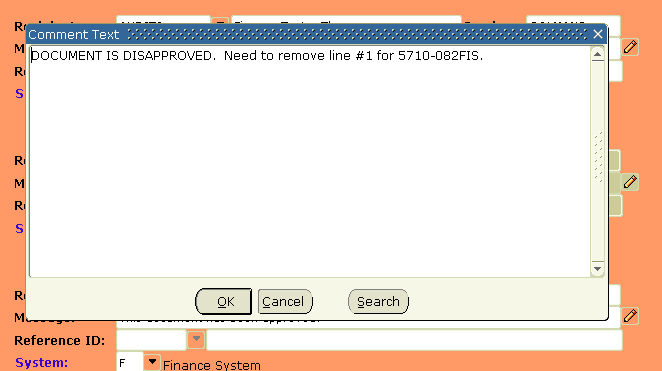 Comment Text
DOCUMENT IS DISAPPROVED.  Need to remove line #1 for 5710-082FIS.
OK Cancel Search
Reference ID:
System: F Finance System